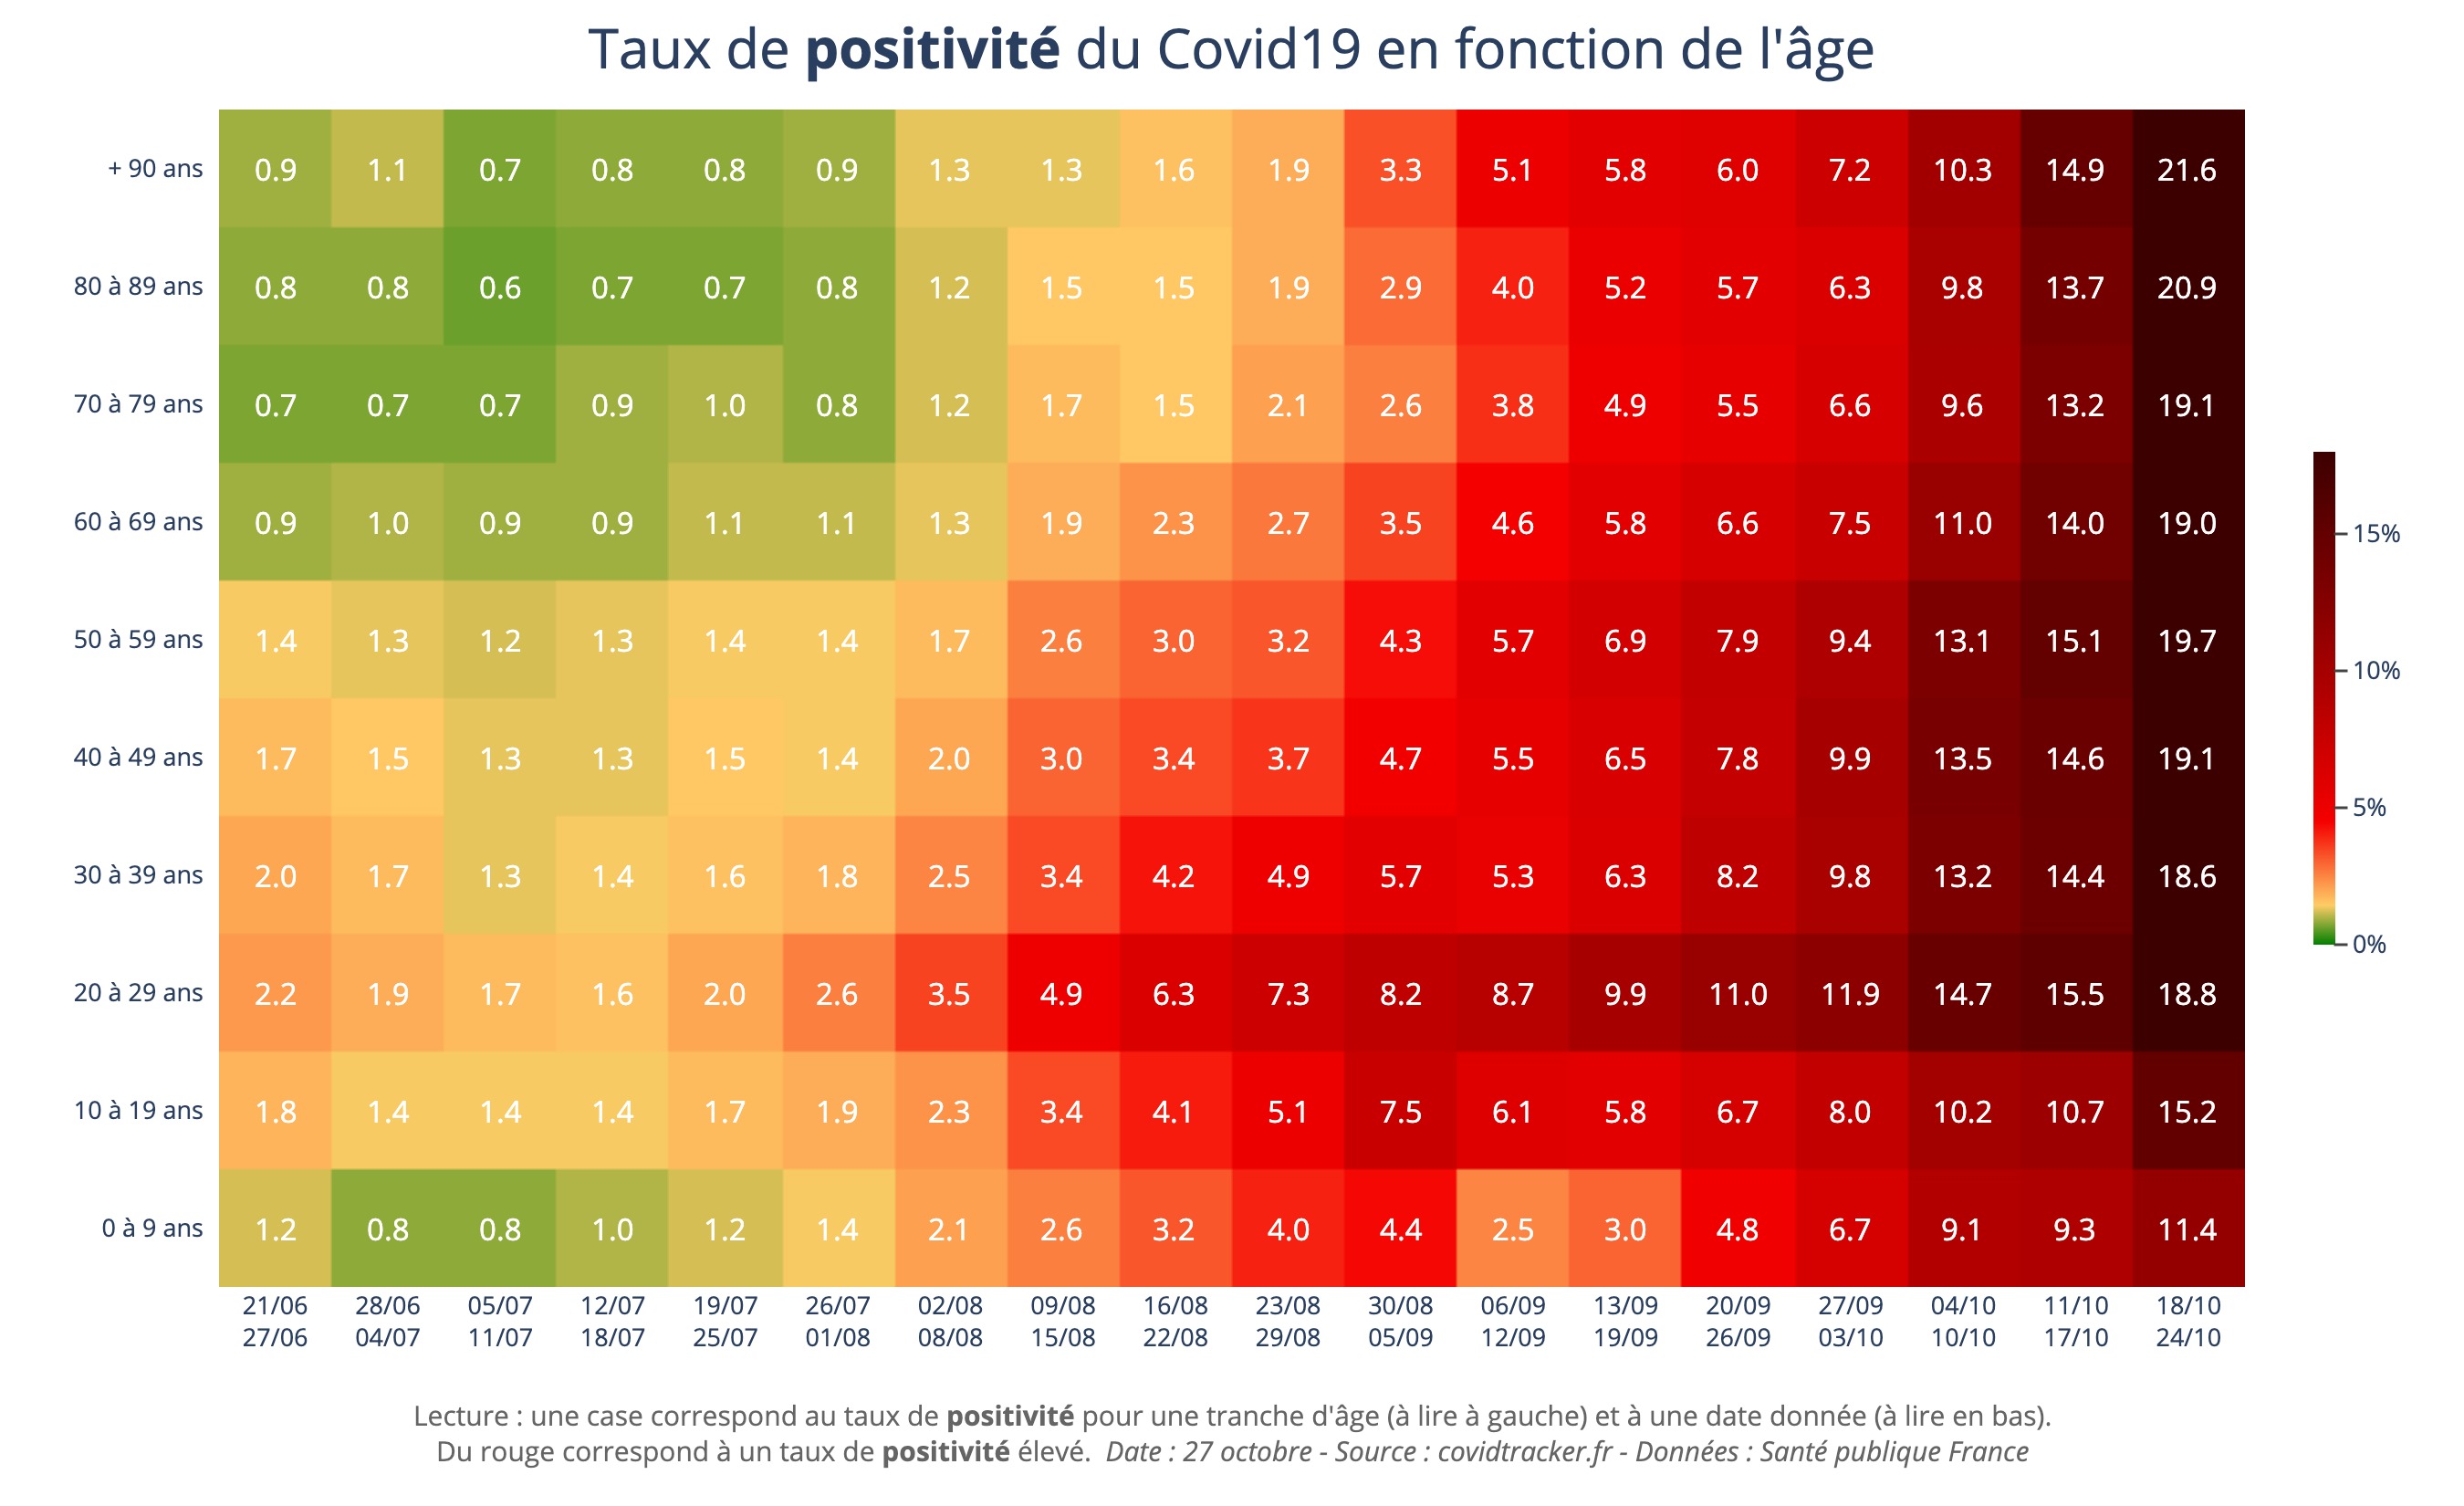 Taux de positivité du Covid19 en fonction de l'âge
+ 90 ans 0.9 1.1 0.7 0.8 0.8 0.9 1.3 1.3 1.6 1.9 3.3 5.1 5.8 6.0 7.2 10.3 14.9 21.6
80 à 89 ans 0.8 0.8 0.6 0.7 0.7 0.8 1.2 1.5 1.5 1.9 2.9 4.0 5.2 5.7 6.3 9.8 13.7 20.9
70 à 79 ans 0.7 0.7 0.7 0.9 1.0 0.8 1.2 1.7 1.5 2.1 2.6 3.8 4.9 5.5 6.6 9.6 13.2 19.1
60 à 69 ans 0.9 1.0 0.9 0.9 1.1 1.1 1.3 1.9 2.3 2.7 3.5 4.6 5.8 6.6 7.5 11.0 14.0 19.0
50 à 59 ans 1.4 1.3 1.2 1.3 1.4 1.4 1.7 2.6 3.0 3.2 4.3 5.7 6.9 7.9 9.4 13.1 15.1 19.7
40 à 49 ans 1.7 1.5 1.3 1.3 1.5 1.4 2.0 3.0 3.4 3.7 4.7 5.5 6.5 7.8 9.9 13.5 14.6 19.1
30 à 39 ans 2.0 1.7 1.3 1.4 1.6 1.8 2.5 3.4 4.2 4.9 5.7 5.3 6.3 8.2 9.8 13.2 14.4 18.6
20 à 29 ans 2.2 1.9 1.7 1.6 2.0 2.6 3.5 4.9 6.3 7.3 8.2 8.7 9.9 11.0 11.9 14.7 15.5 18.8
10 à 19 ans 1.8 1.4 1.4 1.4 1.7 1.9 2.3 3.4 4.1 5.1 7.5 6.1 5.8 6.7 8.0 10.2 10.7 15.2
0 à 9 ans 1.2 0.8 0.8 1.0 1.2 1.4 2.1 2.6 3.2 4.0 4.4 2.5 3.0 4.8 6.7 9.1 9.3 11.4
21/06 28/06 05/07 12/07 19/07 26/07 02/08 09/08 16/08 23/08 30/08 06/09 13/09 20/09 27/09 04/10 11/10 18/10
27/06 04/07 11/07 18/07 25/07 01/08 08/08 15/08 22/08 29/08 05/09 12/09 19/09 26/09 03/10 10/10 17/10 24/10
15%
10%
5%
0%
Lecture : une case correspond au taux de positivité pour une tranche d'âge (à lire à gauche) et à une date donnée (à lire en bas).
Du rouge correspond à un taux de positivité élevé. Date : 27 octobre - Source : covidtracker.fr - Données : Santé publique France